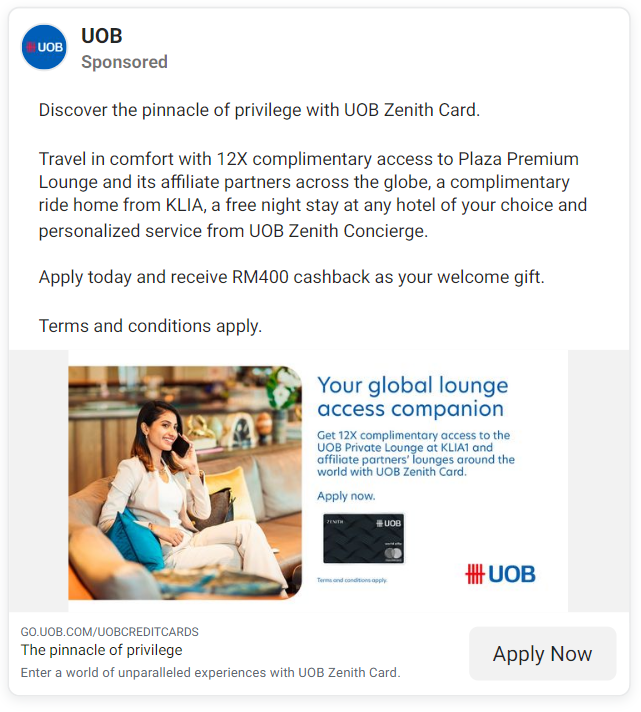 UOB
UOB
Sponsored
Discover the pinnacle of privilege with UOB Zenith Card.
Travel in comfort with 12X complimentary access to Plaza Premium
Lounge and its affiliate partners across the globe, a complimentary
ride home from KLIA, a free night stay at any hotel of your choice and
personalized service from UOB Zenith Concierge.
Apply today and receive RM400 cashback as your welcome gift.
Terms and conditions apply.
Your global lounge
access companion
Get 12X complimentary access to the
UOB Private Lounge at KLIA1 and
affiliate partners' lounges around the
world with UOB Zenith Card.
Apply now.
ZENITH
UOB
world elite
mastercard
Terms and conditions apply.
UOB
GO.UOB.COM/UOBCREDITCARDS
The pinnacle of privilege
Enter a world of unparalleled experiences with UOB Zenith Card.
Apply Now